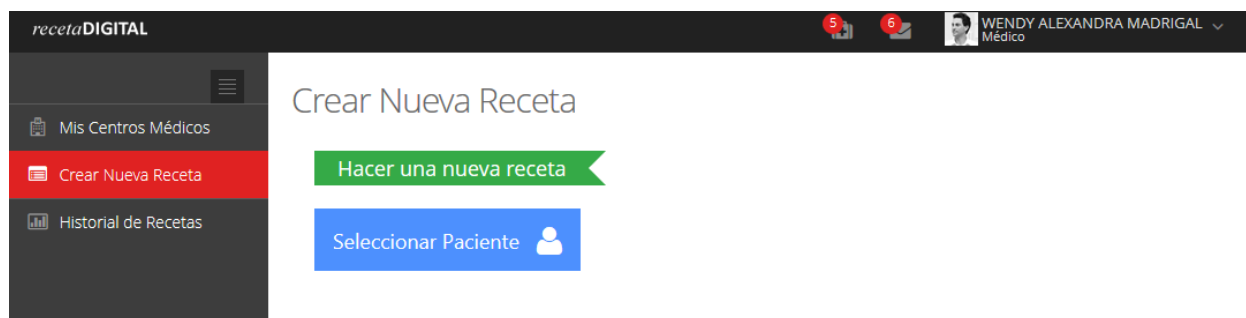 recetaDIGITAL
5
6
WENDY ALEXANDRA MADRIGAL
Médico
Mis Centros Médicos
Crear Nueva Receta
Historial de Recetas
Crear Nueva Receta
Hacer una nueva receta
Seleccionar Paciente